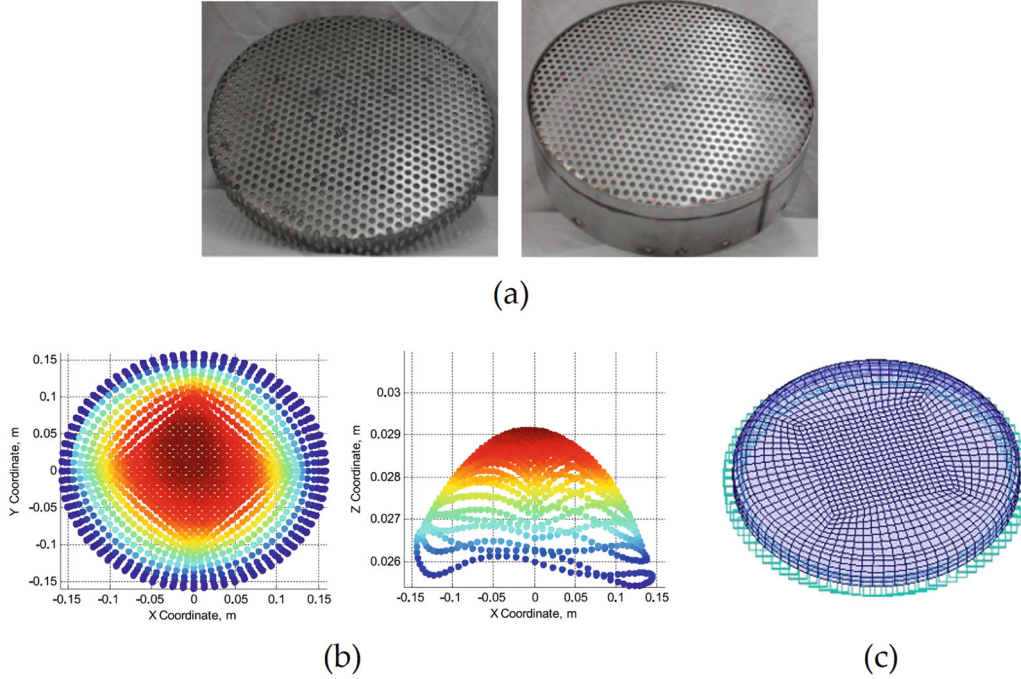 (a)
0.15
0.1
0.05
0
-0.05
-0.1
-0.15
Y Coordinate, m
-0.15 -0.1 -0.05 0 0.05 0.1 0.15
X Coordinate, m
0.03
0.029
0.028
0.027
0.026
Z Coordinate, m
-0.15 -0.1 -0.05 0 0.05 0.1 0.15
X Coordinate, m
(b)
(c)